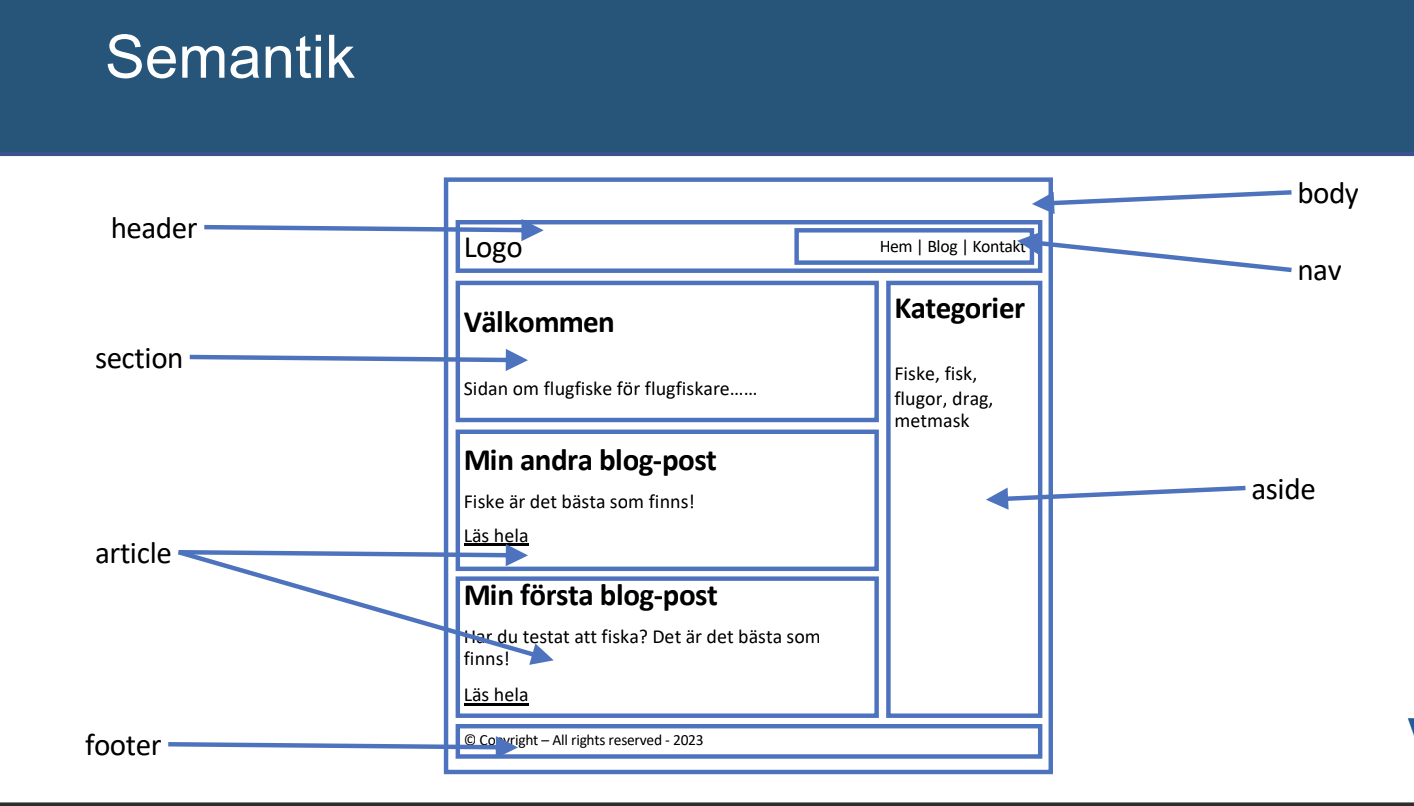 Semantik
body
header
Logo
Hem | Blog | Kontakt
nav
Välkommen
Kategorier
section
Sidan om flugfiske för flugfiskare……
Fiske, fisk,
flugor, drag,
metmask
Min andra blog-post
Fiske är det bästa som finns!
aside
Läs hela
article
Min första blog-post
Har du testat att fiska? Det är det bästa som
finns!
Läs hela
footer
© Copyright – All rights reserved - 2023